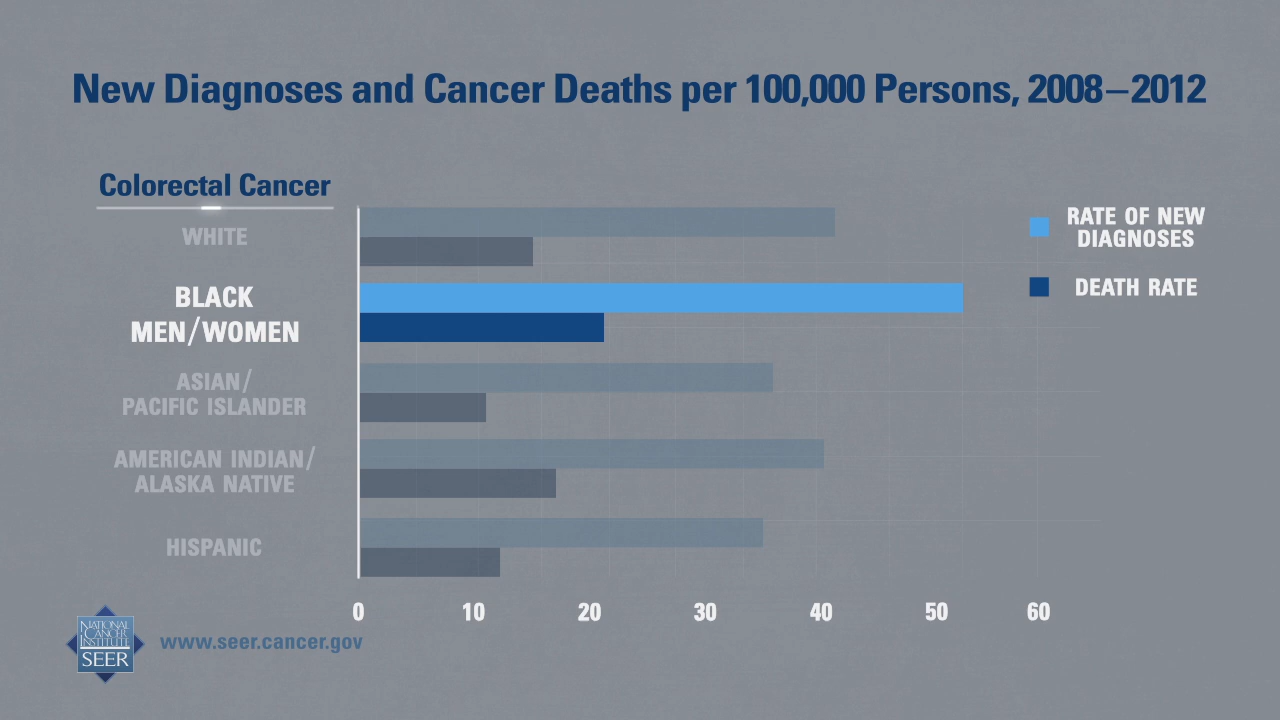 New Diagnoses and Cancer Deaths per 100,000 Persons, 2008–2012
Colorectal Cancer
WHITE
BLACK
MEN/WOMEN
ASIAN/
PACIFIC ISLANDER
AMERICAN INDIAN/
ALASKA NATIVE
HISPANIC
RATE OF NEW
DIAGNOSES
DEATH RATE
0 10 20 30 40 50 60
NATIONAL
CANCER
INSTITUTE
SEER
www.seer.cancer.gov